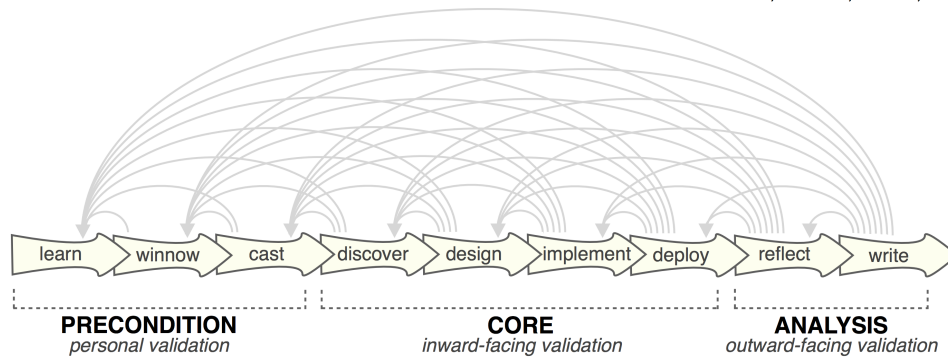 learn winnow cast discover design implement deploy reflect write
PRECONDITION CORE ANALYSIS
personal validation inward-facing validation outward-facing validation